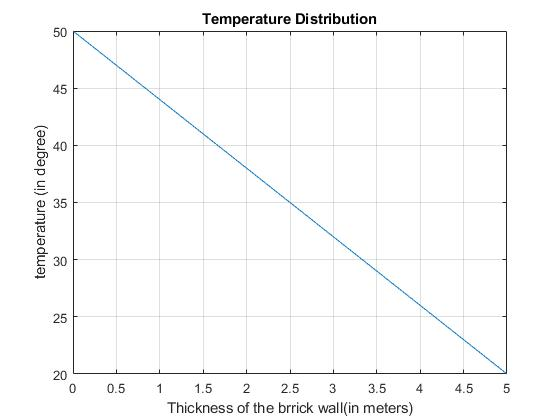 Temperature Distribution
50
45
40
35
30
25
20
temperature (in degree)
0 0.5 1 1.5 2 2.5 3 3.5 4 4.5 5
Thickness of the brrick wall(in meters)